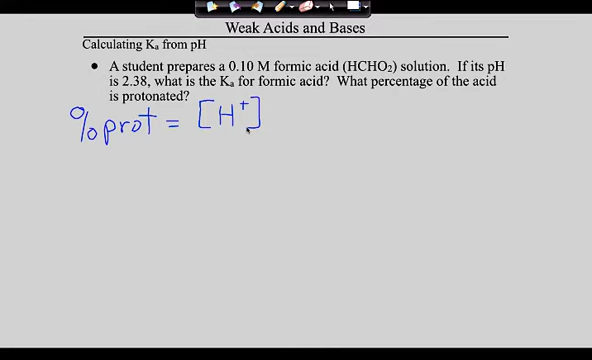 Weak Acids and Bases
Calculating Kₐ from pH
• A student prepares a 0.10 M formic acid (HCHO2) solution. If its pH
is 2.38, what is the Kₐ for formic acid? What percentage of the acid
is protonated?
% prot = [H⁺]